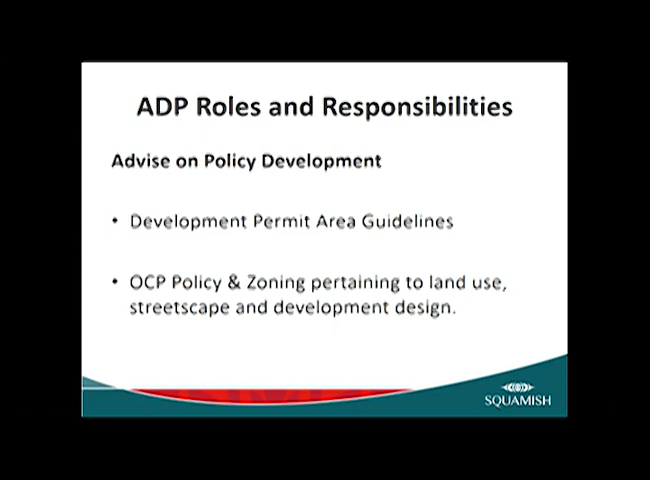 ADP Roles and Responsibilities
Advise on Policy Development
• Development Permit Area Guidelines
• OCP Policy & Zoning pertaining to land use,
streetscape and development design.
SQUAMISH